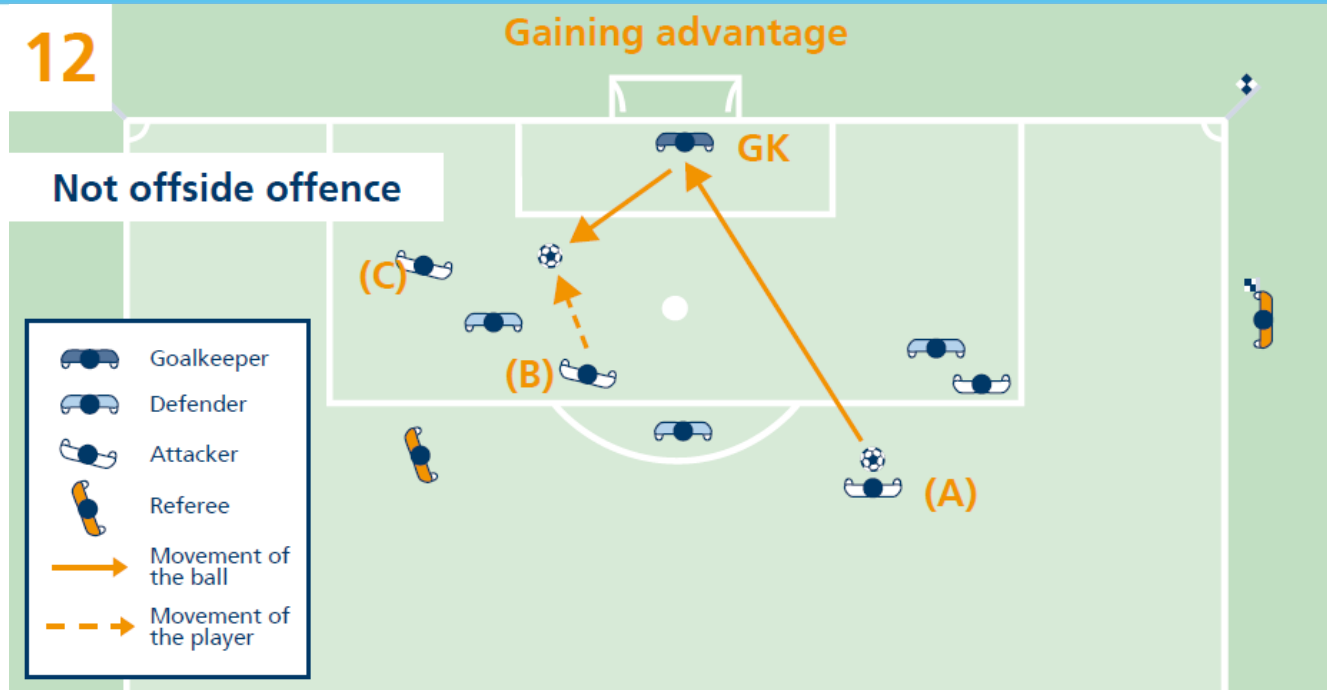 12
Gaining advantage
GK
Not offside offence
(C)
(B)
(A)
Goalkeeper
Defender
Attacker
Referee
Movement of
the ball
Movement of
the player